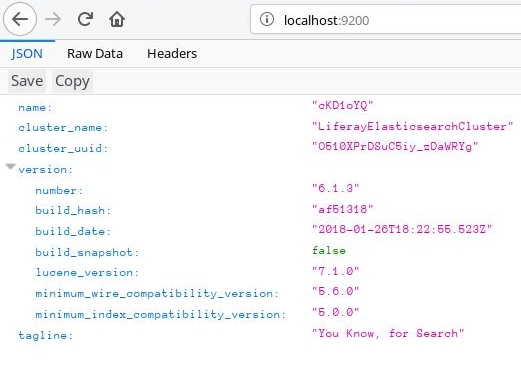 localhost:9200
JSON Raw Data Headers
Save Copy
name: "cKD1oYQ"
cluster_name: "LiferayElasticsearchCluster"
cluster_uuid: "O510XPrDSuC5iy_zDaWRYg"
version:
number: "6.1.3"
build_hash: "af51318"
build_date: "2018-01-26T18:22:55.523Z"
build_snapshot: false
lucene_version: "7.1.0"
minimum_wire_compatibility_version: "5.6.0"
minimum_index_compatibility_version: "5.0.0"
tagline: "You Know, for Search"